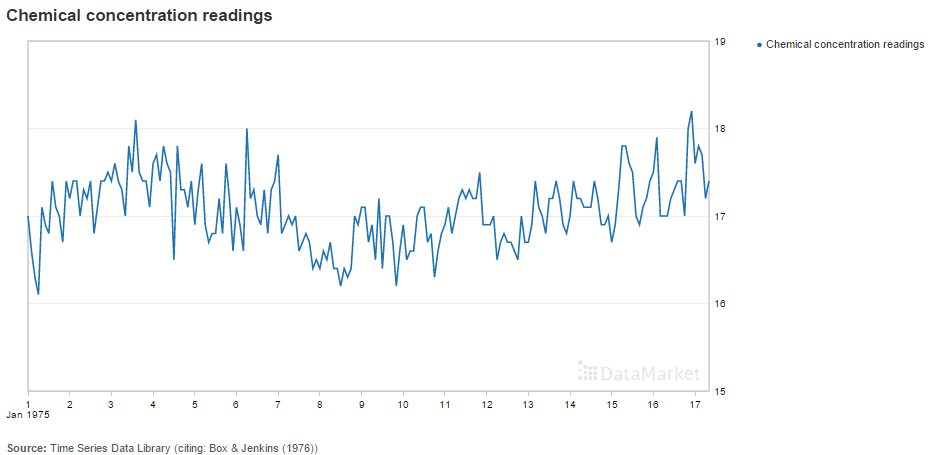 Chemical concentration readings
19
Chemical concentration readings
18
17
16
DataMarket
15
1 2 3 4 5 6 7 8 9 10 11 12 13 14 15 16 17
Jan 1975
Source: Time Series Data Library (citing: Box & Jenkins (1976))